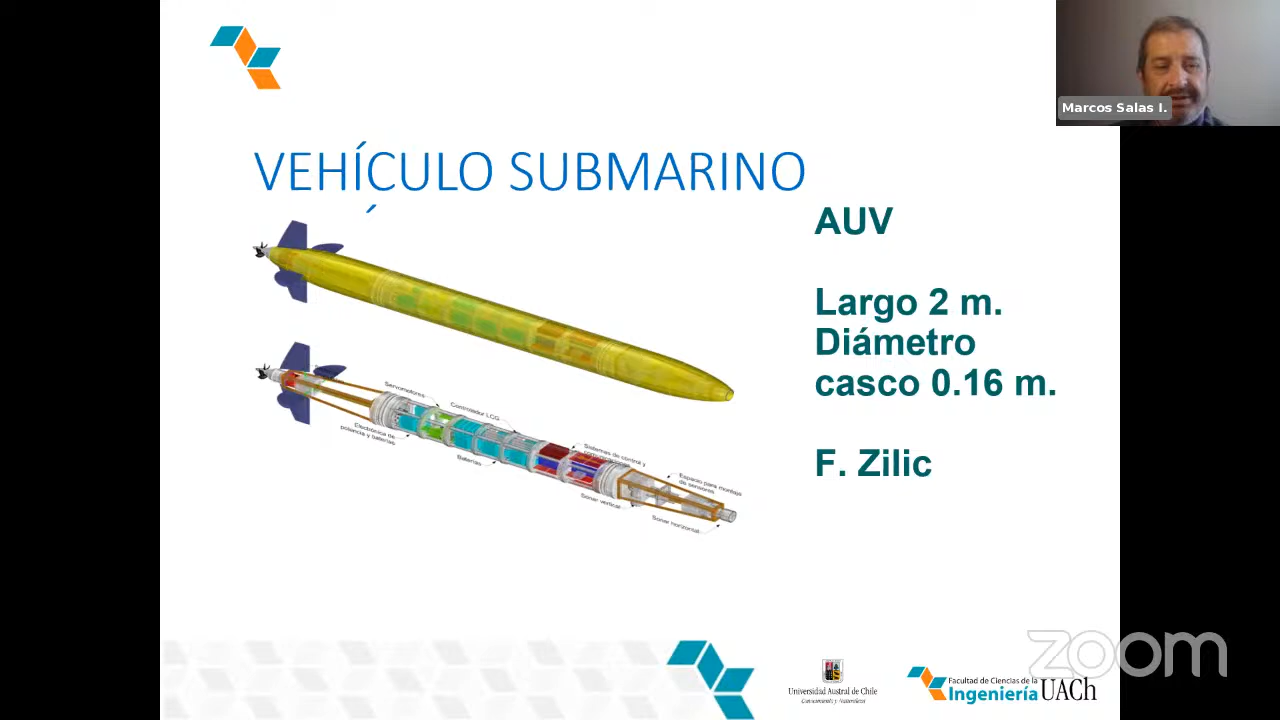 Marcos Salas I.
VEHÍCULO SUBMARINO
AUV
Largo 2 m.
Diámetro
casco 0.16 m.
F. Zilic
Servomotores
Controlador LCG
Electrónica de
potencia y baterías
Baterías
Sistemas de control y
Espacio para montaje
de sensores
Sonar vertical
Sonar horizontal
zoom
Universidad Austral de Chile
Conocimiento y Naturaleza
Facultad de Ciencias de la
Ingeniería UACh